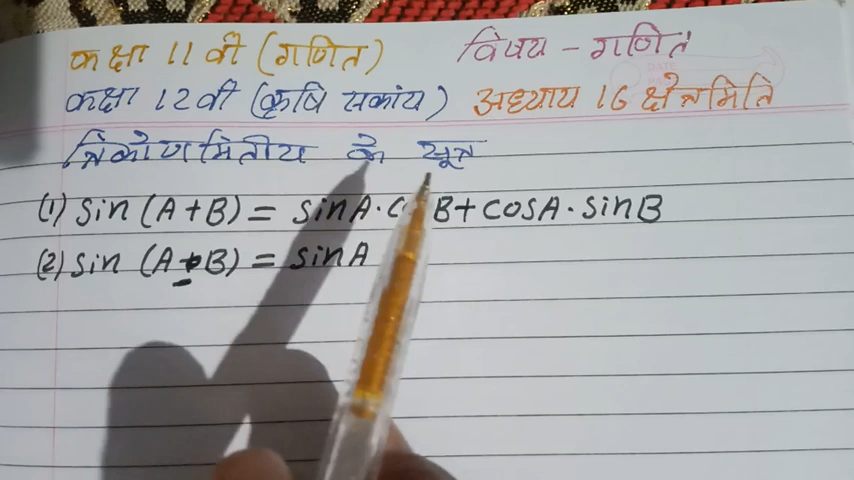 कक्षा 11 वी (गणित) विषय - गणित
कक्षा 12 वी (कृषि सकांय) अध्याय 16 क्षेत्रमिति
त्रिकोणमितीय के सूत्र
(1) sin (A+B) = sinA. B+cosA.sinB
(2) sin (A-B) = sinA